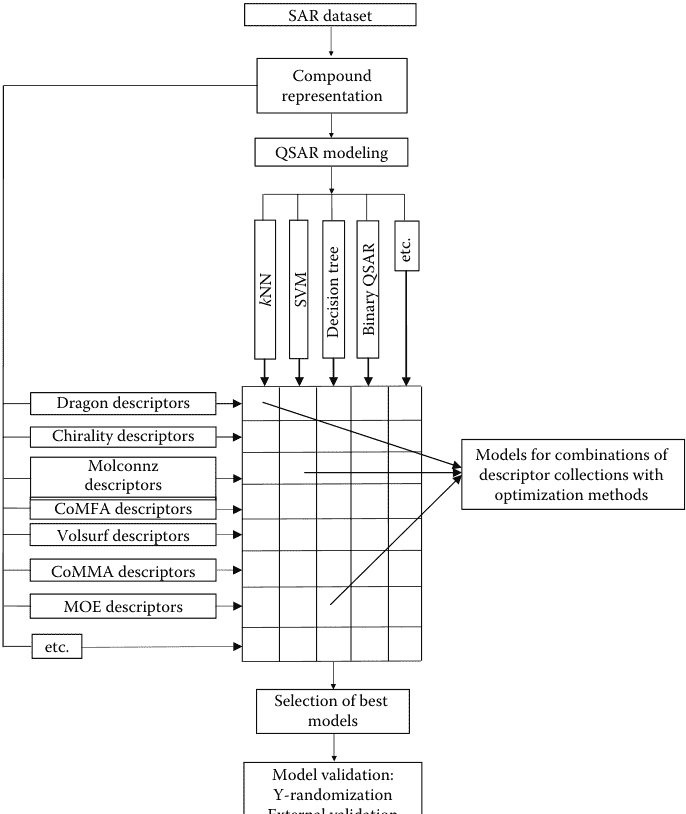 SAR dataset
Compound
representation
QSAR modeling
kNN
SVM
Decision tree
Binary QSAR
etc.
Dragon descriptors
Chirality descriptors
Molconnz
descriptors
CoMFA descriptors
Volsurf descriptors
CoMMA descriptors
MOE descriptors
etc.
Models for combinations of
descriptor collections with
optimization methods
Selection of best
models
Model validation:
Y-randomization
External validation